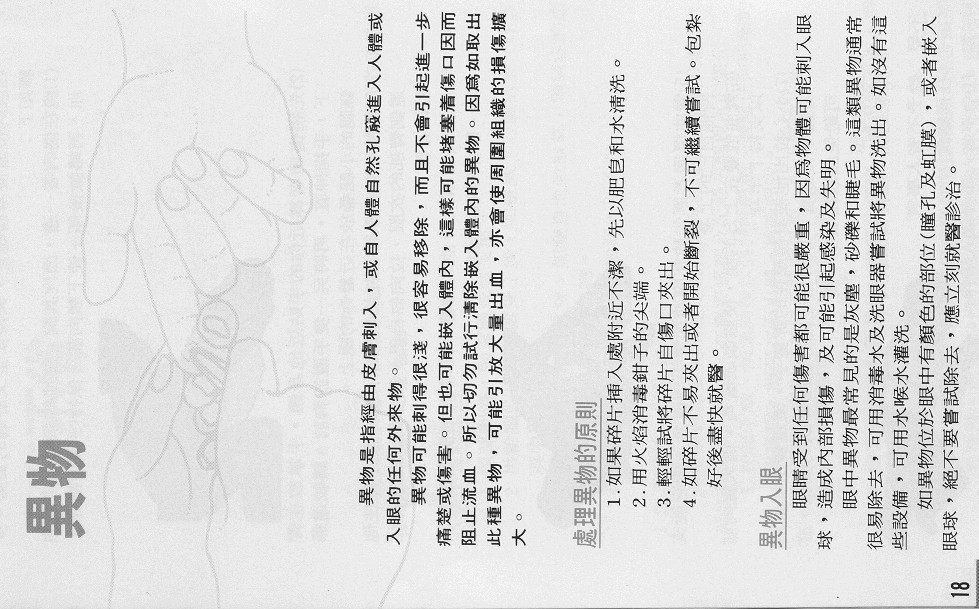 異物
異物是指經由皮膚刺入，或自人體自然孔竅進入人體或
入眼的任何外來物。
異物可能刺得很淺，很容易移除，而且不會引起進一步
痛楚或傷害。但也可能嵌入體內，這樣可能堵塞着傷口因而
阻止流血。所以切勿試行清除嵌入體內的異物。因爲如取出
此種異物，可能引放大量出血，亦會使周圍組織的損傷擴
大。
處理異物的原則
1.如果碎片插入處附近不潔，先以肥皂和水清洗。
2.用火焰消毒鉗子的尖端。
3.輕輕試將碎片自傷口夾出。
4.如碎片不易夾出或者開始斷裂，不可繼續嘗試。包紮
好後盡快就醫。
異物入眼
眼睛受到任何傷害都可能很嚴重，因爲物體可能刺入眼
球，造成內部損傷，及可能引起感染及失明。
眼中異物最常見的是灰塵，砂礫和睫毛。這類異物通常
很易除去，可用消毒水及洗眼器嘗試將異物洗出。如沒有這
些設備，可用水喉水灌洗。
如異物位於眼中有顏色的部位（瞳孔及虹膜），或者嵌入
眼球，絕不要嘗試除去，應立刻就醫診治。
18